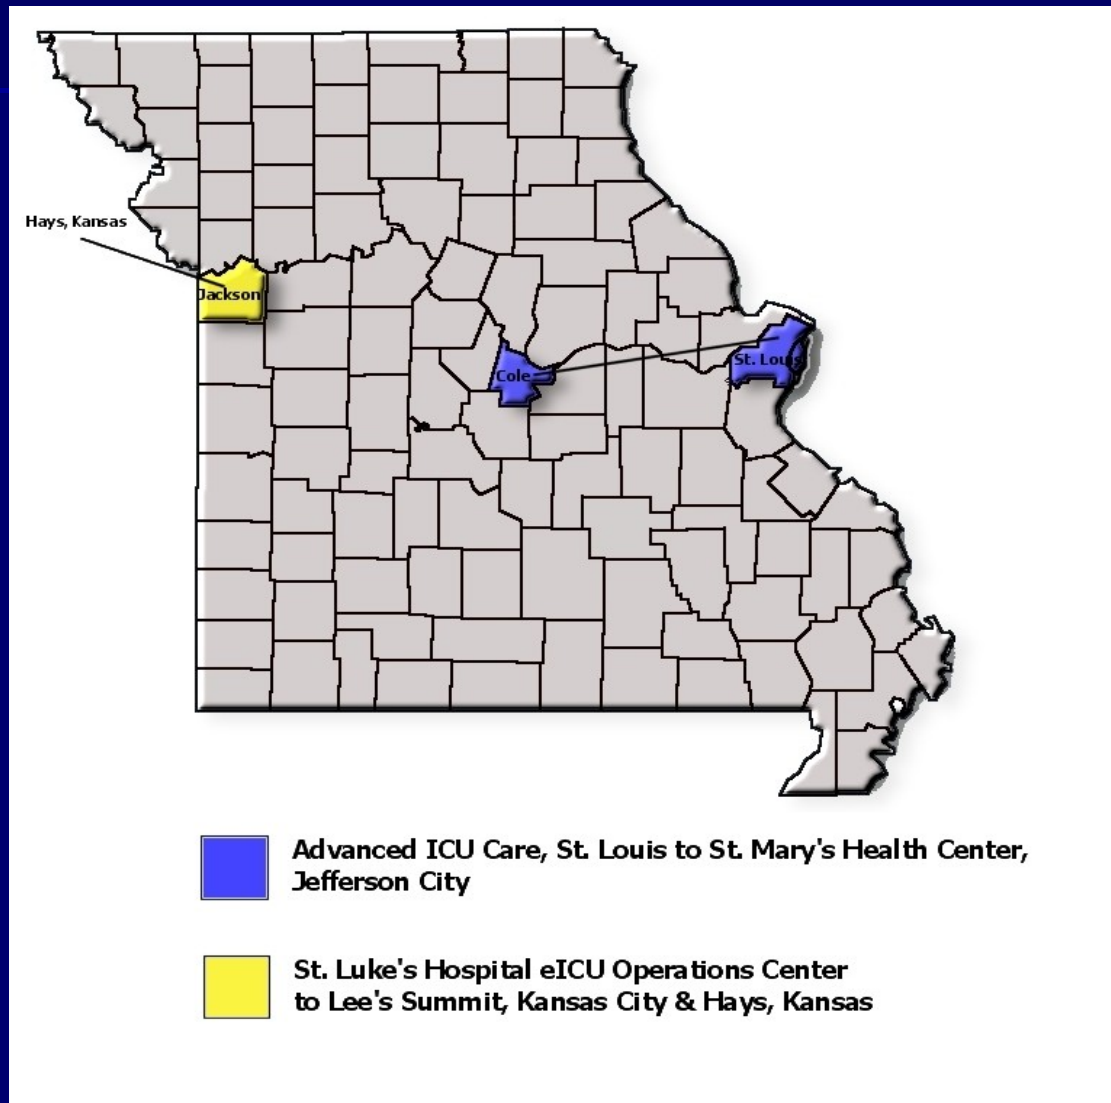 Hays, Kansas
Jackson
Cole
St. Louis
Advanced ICU Care, St. Louis to St. Mary's Health Center,
Jefferson City
St. Luke's Hospital eICU Operations Center
to Lee's Summit, Kansas City & Hays, Kansas